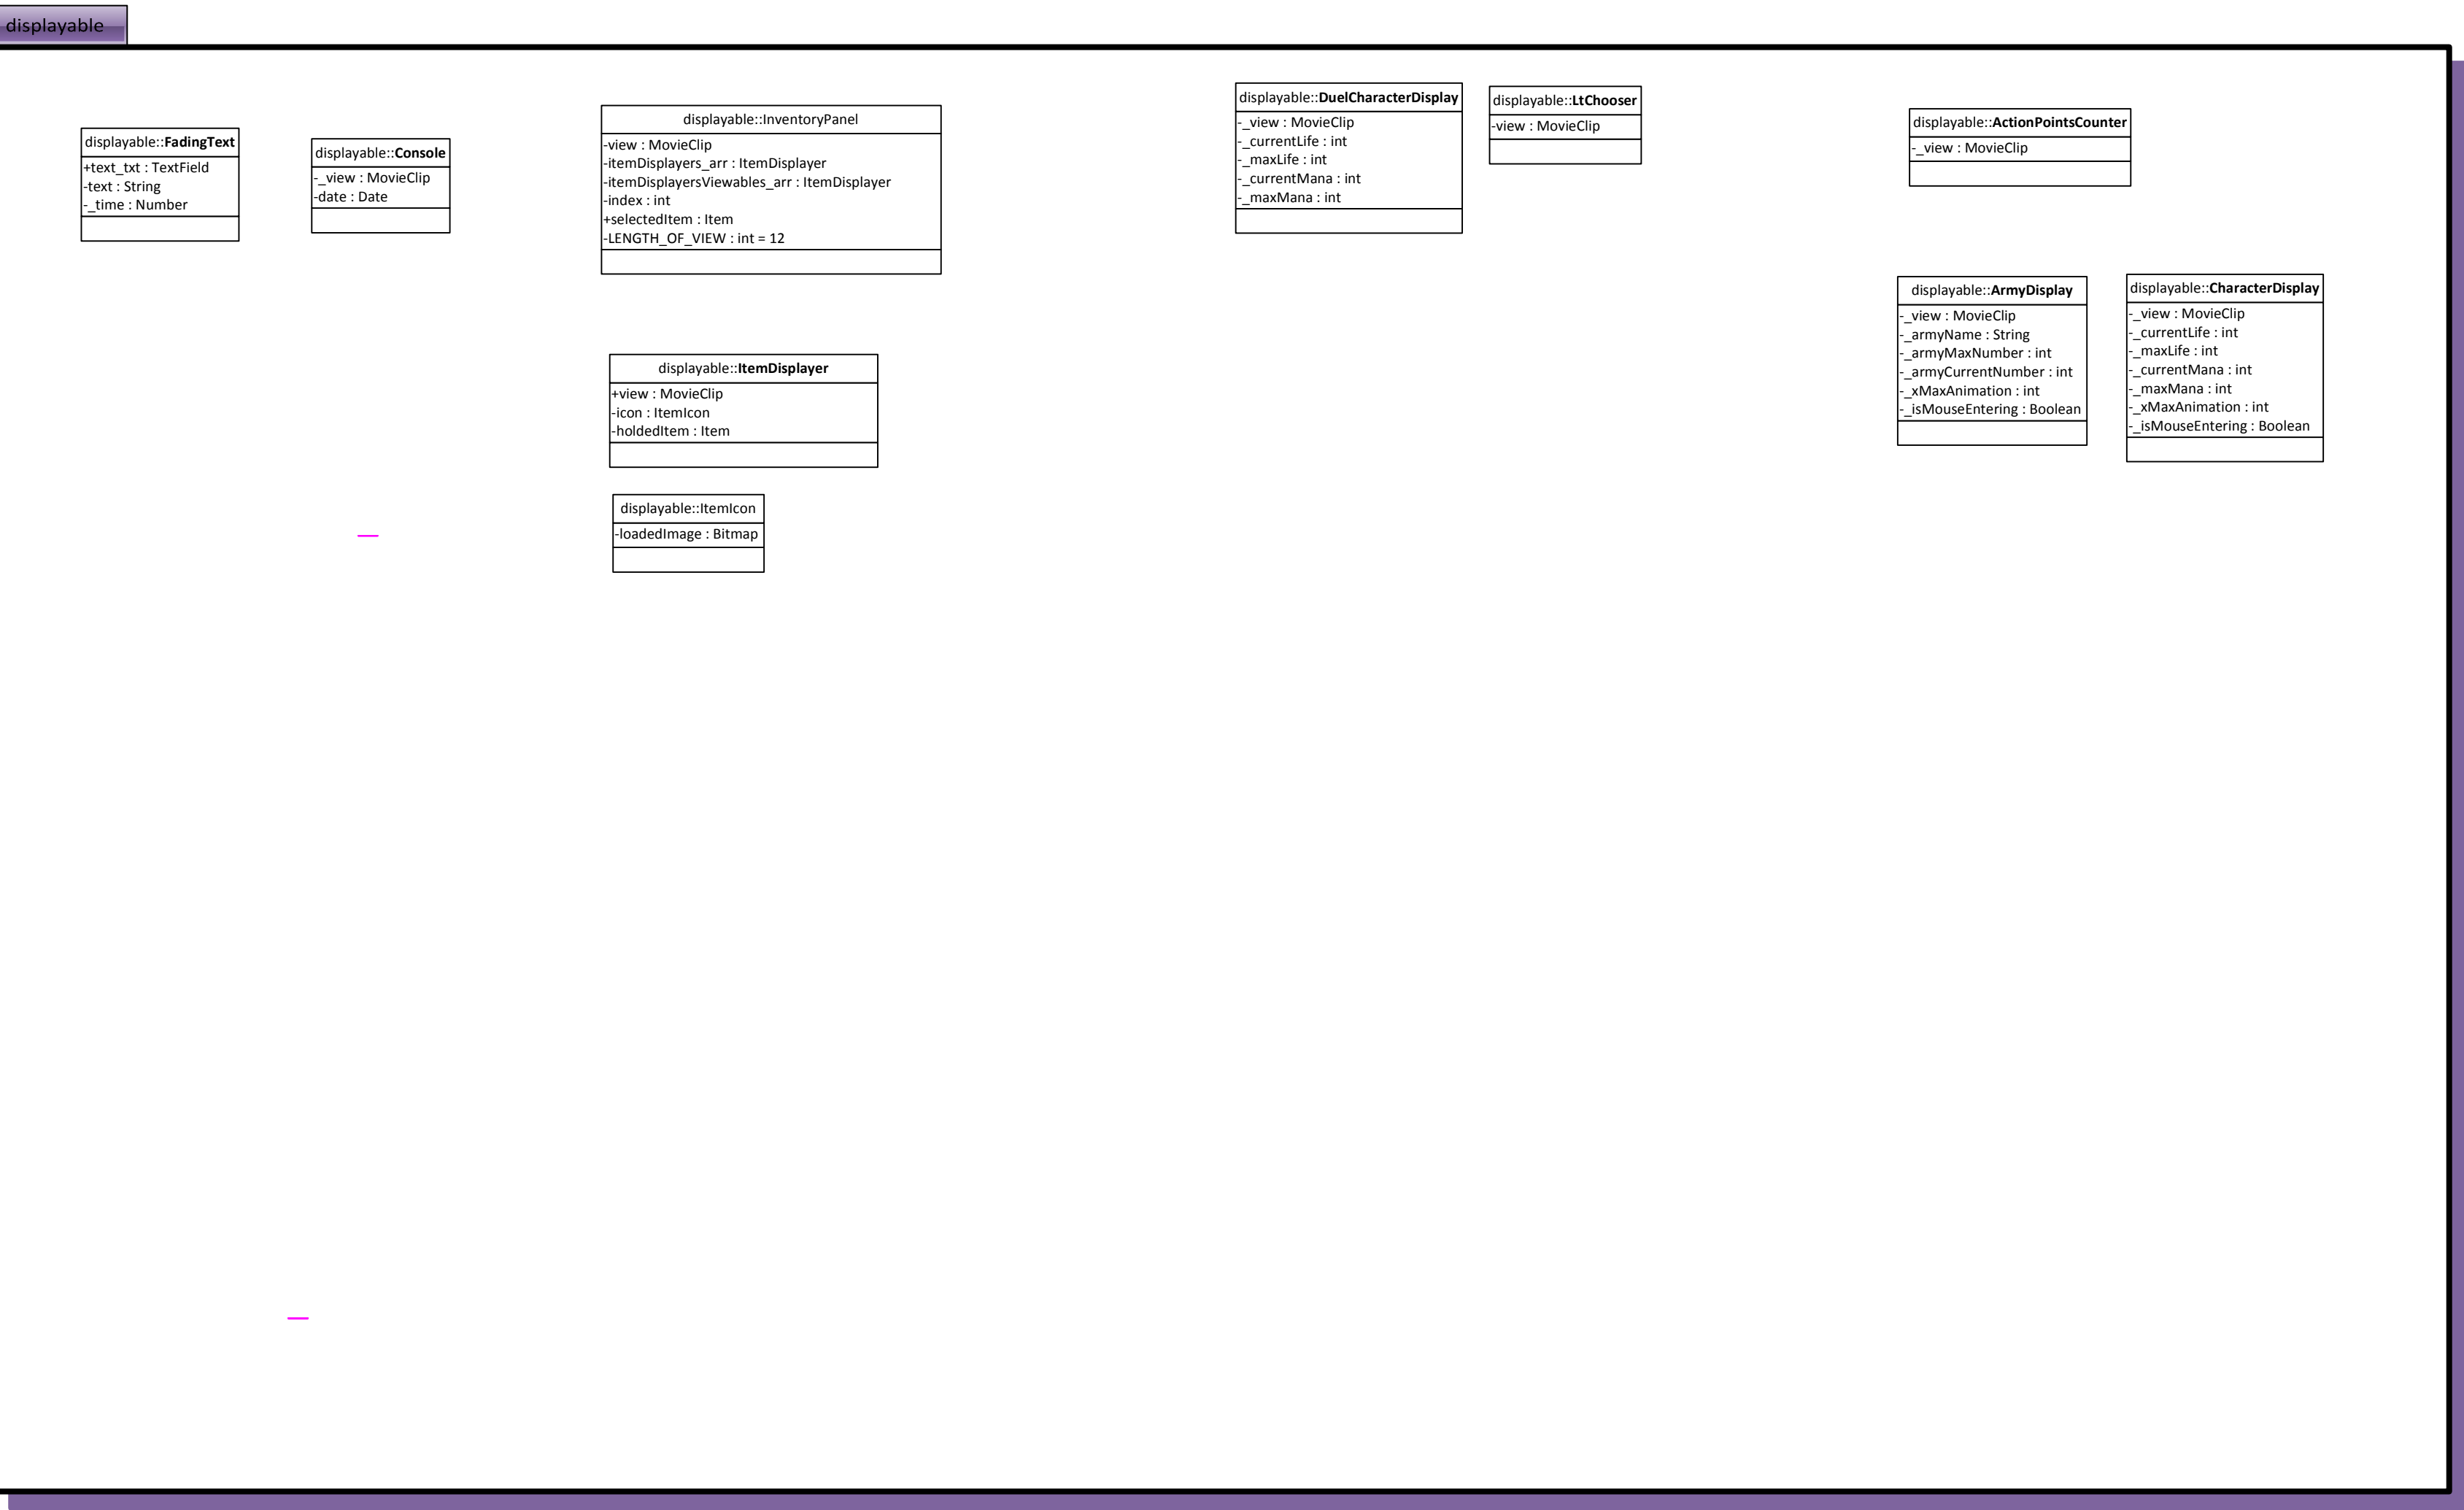 displayable
displayable::FadingText
+text_txt : TextField
-text : String
-_time : Number
displayable::Console
-_view : MovieClip
-date : Date
displayable::InventoryPanel
-view : MovieClip
-itemDisplayers_arr : ItemDisplayer
-itemDisplayersViewables_arr : ItemDisplayer
-index : int
+selectedItem : Item
-LENGTH_OF_VIEW : int = 12
displayable::ItemDisplayer
+view : MovieClip
-icon : ItemIcon
-holdedItem : Item
displayable::ItemIcon
-loadedImage : Bitmap
displayable::DuelCharacterDisplay
-_view : MovieClip
-_currentLife : int
-_maxLife : int
-_currentMana : int
-_maxMana : int
displayable::LtChooser
-view : MovieClip
displayable::ActionPointsCounter
-_view : MovieClip
displayable::ArmyDisplay
-_view : MovieClip
-_armyName : String
-_armyMaxNumber : int
-_armyCurrentNumber : int
-_xMaxAnimation : int
-_isMouseEntering : Boolean
displayable::CharacterDisplay
-_view : MovieClip
-_currentLife : int
-_maxLife : int
-_currentMana : int
-_maxMana : int
-_xMaxAnimation : int
-_isMouseEntering : Boolean